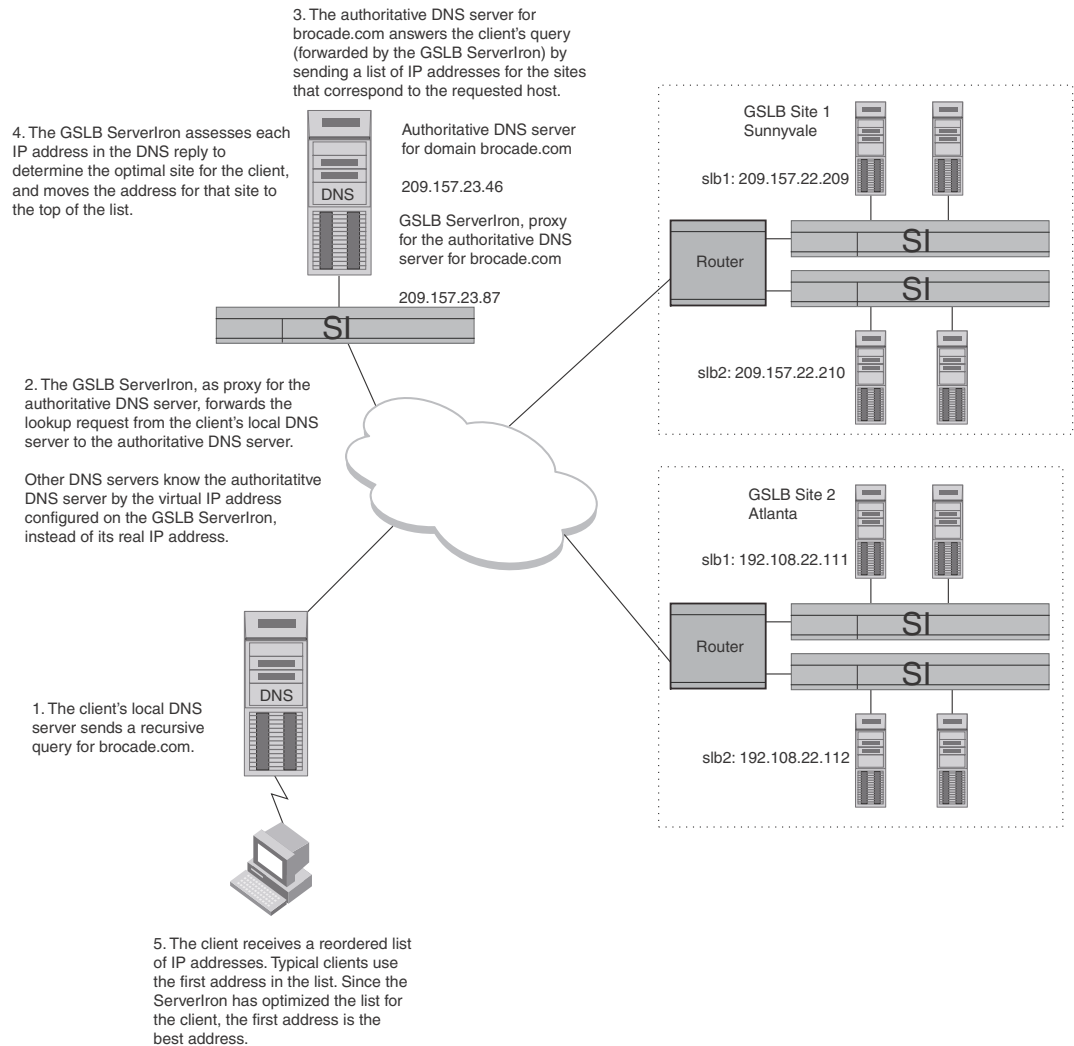 3. The authoritative DNS server for
brocade.com answers the client's query
(forwarded by the GSLB ServerIron) by
sending a list of IP addresses for the sites
that correspond to the requested host.
4. The GSLB ServerIron assesses each
IP address in the DNS reply to
determine the optimal site for the client,
and moves the address for that site to
the top of the list.
DNS
Authoritative DNS server
for domain brocade.com
209.157.23.46
GSLB ServerIron, proxy
for the authoritative DNS
server for brocade.com
209.157.23.87
SI
GSLB Site 1
Sunnyvale
slb1: 209.157.22.209
Router
SI
SI
slb2: 209.157.22.210
2. The GSLB ServerIron, as proxy for the
authoritative DNS server, forwards the
lookup request from the client's local DNS
server to the authoritative DNS server.
Other DNS servers know the authoritatitve
DNS server by the virtual IP address
configured on the GSLB ServerIron,
instead of its real IP address.
GSLB Site 2
Atlanta
slb1: 192.108.22.111
Router
SI
SI
slb2: 192.108.22.112
DNS
1. The client's local DNS
server sends a recursive
query for brocade.com.
5. The client receives a reordered list
of IP addresses. Typical clients use
the first address in the list. Since the
ServerIron has optimized the list for
the client, the first address is the
best address.